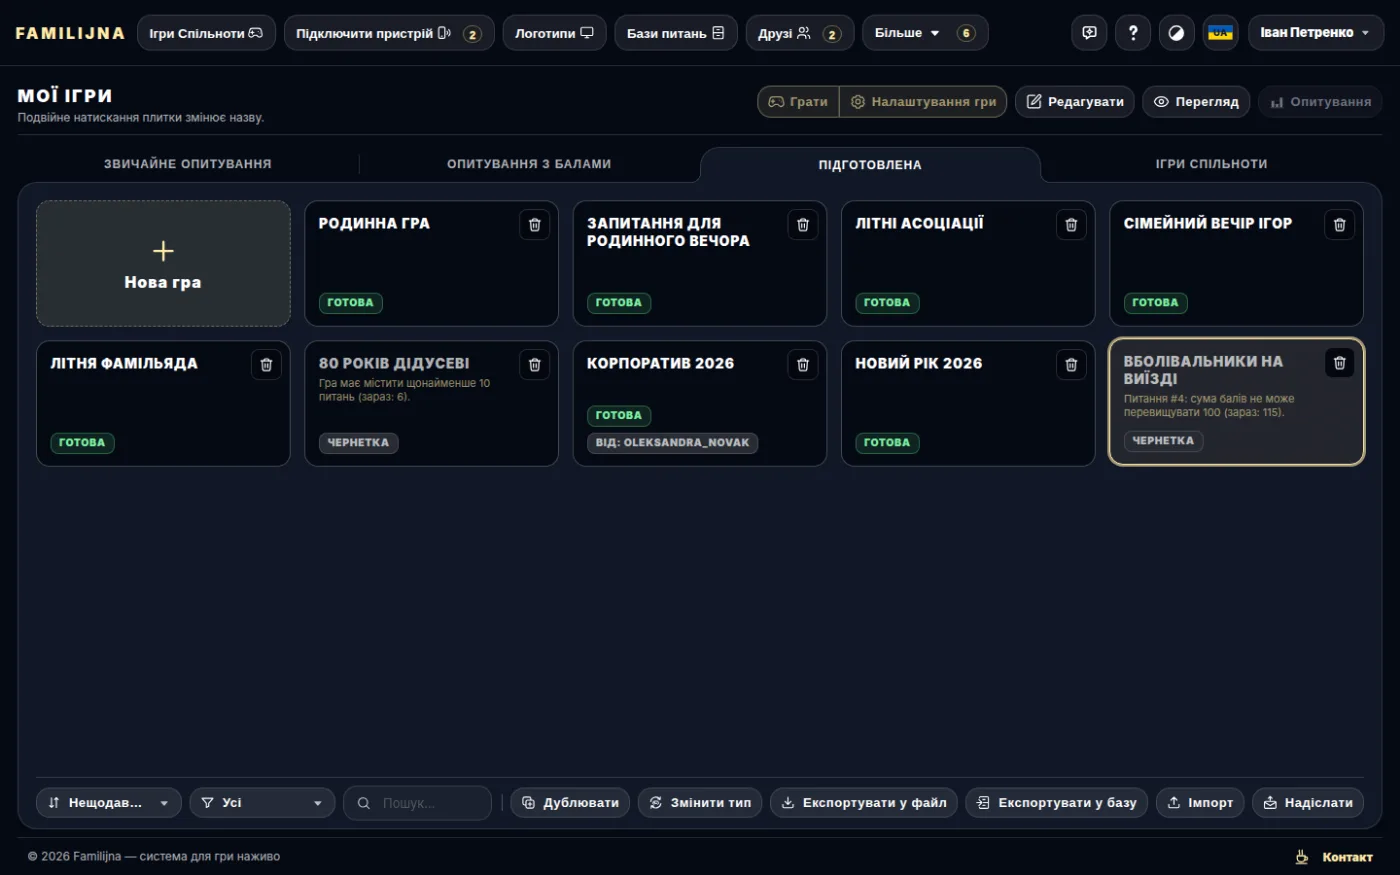 FAMILIJNA
Ігри Спільноти
Підключити пристрій 2
Логотипи
Бази питань
Друзі 2
Більше 6
?
UA
Іван Петренко
МОЇ ІГРИ
Подвійне натискання плитки змінює назву.
Грати
Налаштування гри
Редагувати
Перегляд
Опитування
ЗВИЧАЙНЕ ОПИТУВАННЯ
ОПИТУВАННЯ З БАЛАМИ
ПІДГОТОВЛЕНА
ІГРИ СПІЛЬНОТИ
Нова гра
РОДИННА ГРА
ГОТОВА
ЗАПИТАННЯ ДЛЯ
РОДИННОГО ВЕЧОРА
ГОТОВА
ЛІТНІ АСОЦІАЦІЇ
ГОТОВА
СІМЕЙНИЙ ВЕЧІР ІГОР
ГОТОВА
ЛІТНЯ ФАМІЛЬЯДА
ГОТОВА
80 РОКІВ ДІДУСЕВІ
Гра має містити щонайменше 10
питань (зараз: 6).
ЧЕРНЕТКА
КОРПОРАТИВ 2026
ГОТОВА
ВІД: OLEKSANDRA_NOVAK
НОВИЙ РІК 2026
ГОТОВА
ВБОЛІВАЛЬНИКИ НА
ВИЇЗДІ
Питання #4: сума балів не може
перевищувати 100 (зараз: 115).
ЧЕРНЕТКА
Нещодав...
Усі
Пошук...
Дублювати
Змінити тип
Експортувати у файл
Експортувати у базу
Імпорт
Надіслати
© 2026 Familijna — система для гри наживо
Контакт